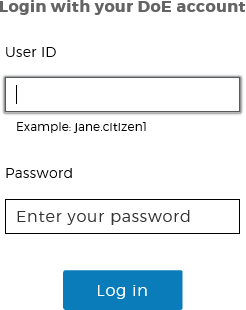 Login with your DoE account
User ID
Example: jane.citizen1
Password
Enter your password
Log in